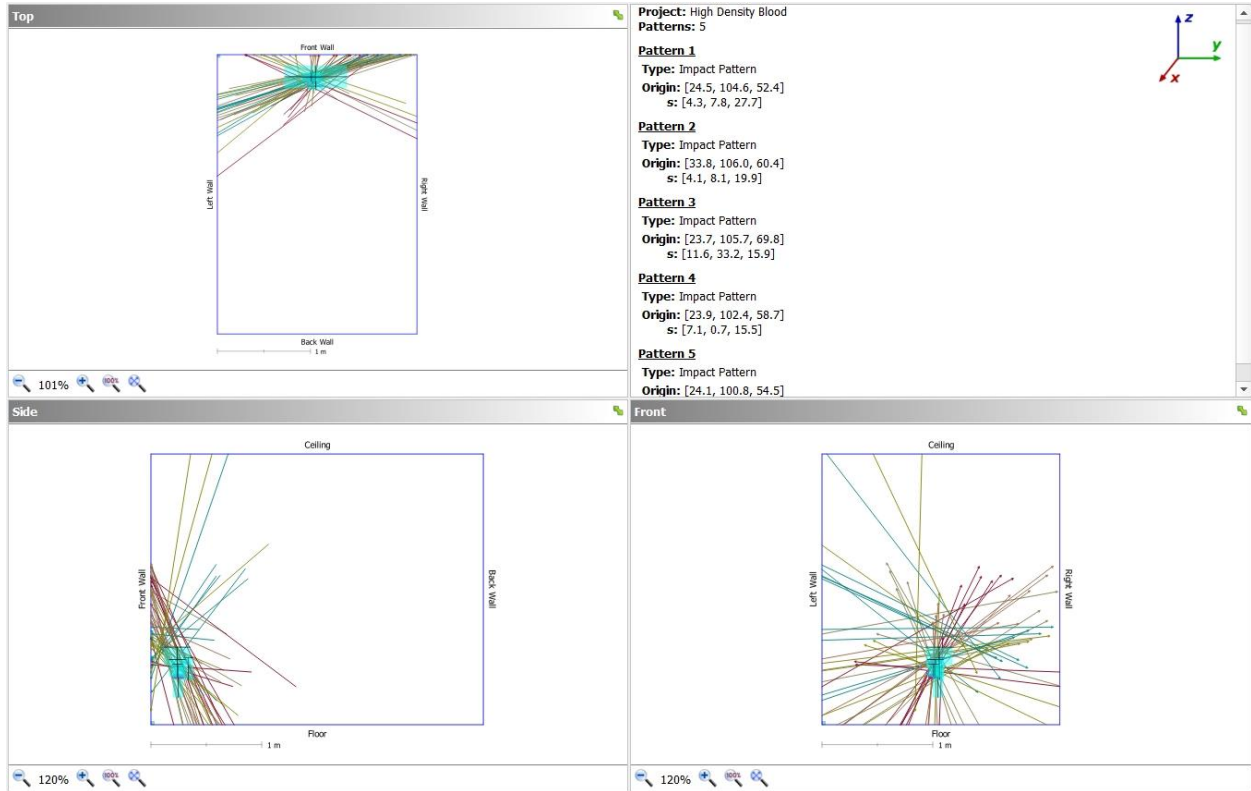 Top
Front Wall
Left Wall
Right Wall
Back Wall
1 m
101%
100%
Project: High Density Blood
Patterns: 5
Pattern 1
Type: Impact Pattern
Origin: [24.5, 104.6, 52.4]
s: [4.3, 7.8, 27.7]
Pattern 2
Type: Impact Pattern
Origin: [33.8, 106.0, 60.4]
s: [4.1, 8.1, 19.9]
Pattern 3
Type: Impact Pattern
Origin: [23.7, 105.7, 69.8]
s: [11.6, 33.2, 15.9]
Pattern 4
Type: Impact Pattern
Origin: [23.9, 102.4, 58.7]
s: [7.1, 0.7, 15.5]
Pattern 5
Type: Impact Pattern
Origin: [24.1, 100.8, 54.5]
z
y
x
Side
Ceiling
Front Wall
Back Wall
Floor
1 m
120%
100%
Front
Ceiling
Left Wall
Right Wall
Floor
1 m
120%
100%